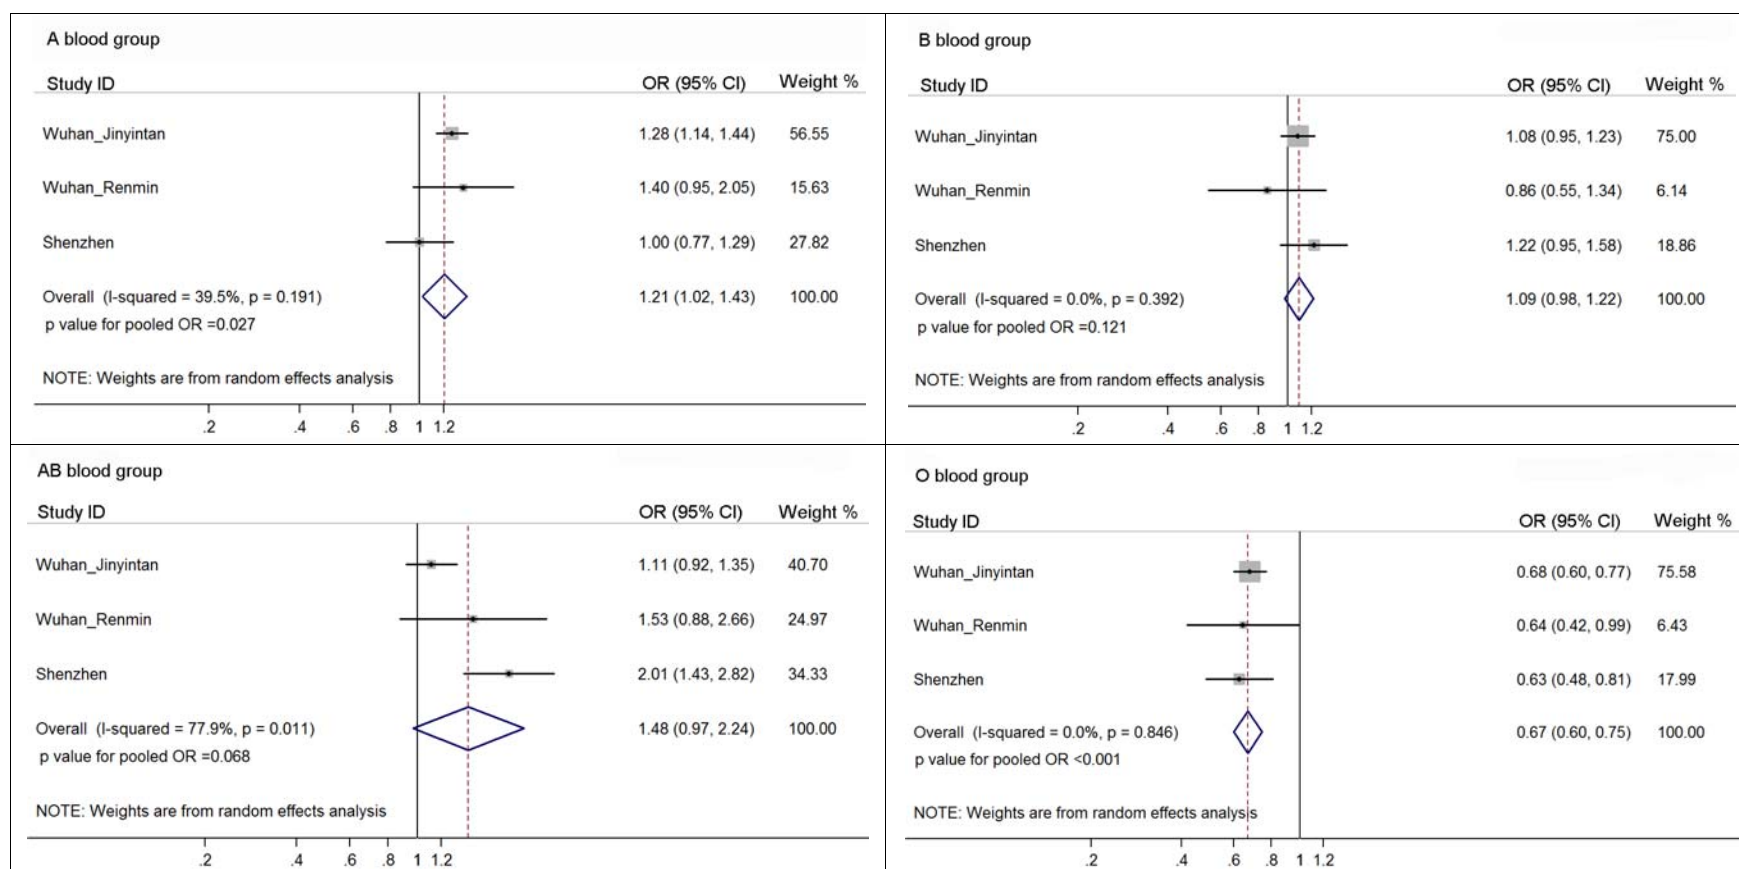 A blood group
Study ID OR (95% CI) Weight %
Wuhan_Jinyintan 1.28 (1.14, 1.44) 56.55
Wuhan_Renmin 1.40 (0.95, 2.05) 15.63
Shenzhen 1.00 (0.77, 1.29) 27.82
Overall (I-squared = 39.5%, p = 0.191) 1.21 (1.02, 1.43) 100.00
p value for pooled OR =0.027
NOTE: Weights are from random effects analysis
.2 .4 .6 .8 1 1.2
B blood group
Study ID OR (95% CI) Weight %
Wuhan_Jinyintan 1.08 (0.95, 1.23) 75.00
Wuhan_Renmin 0.86 (0.55, 1.34) 6.14
Shenzhen 1.22 (0.95, 1.58) 18.86
Overall (I-squared = 0.0%, p = 0.392) 1.09 (0.98, 1.22) 100.00
p value for pooled OR =0.121
NOTE: Weights are from random effects analysis
.2 .4 .6 .8 1 1.2
AB blood group
Study ID OR (95% CI) Weight %
Wuhan_Jinyintan 1.11 (0.92, 1.35) 40.70
Wuhan_Renmin 1.53 (0.88, 2.66) 24.97
Shenzhen 2.01 (1.43, 2.82) 34.33
Overall (I-squared = 77.9%, p = 0.011) 1.48 (0.97, 2.24) 100.00
p value for pooled OR =0.068
NOTE: Weights are from random effects analysis
.2 .4 .6 .8 1 1.2
O blood group
Study ID OR (95% CI) Weight %
Wuhan_Jinyintan 0.68 (0.60, 0.77) 75.58
Wuhan_Renmin 0.64 (0.42, 0.99) 6.43
Shenzhen 0.63 (0.48, 0.81) 17.99
Overall (I-squared = 0.0%, p = 0.846) 0.67 (0.60, 0.75) 100.00
p value for pooled OR <0.001
NOTE: Weights are from random effects analysis
.2 .4 .6 .8 1 1.2